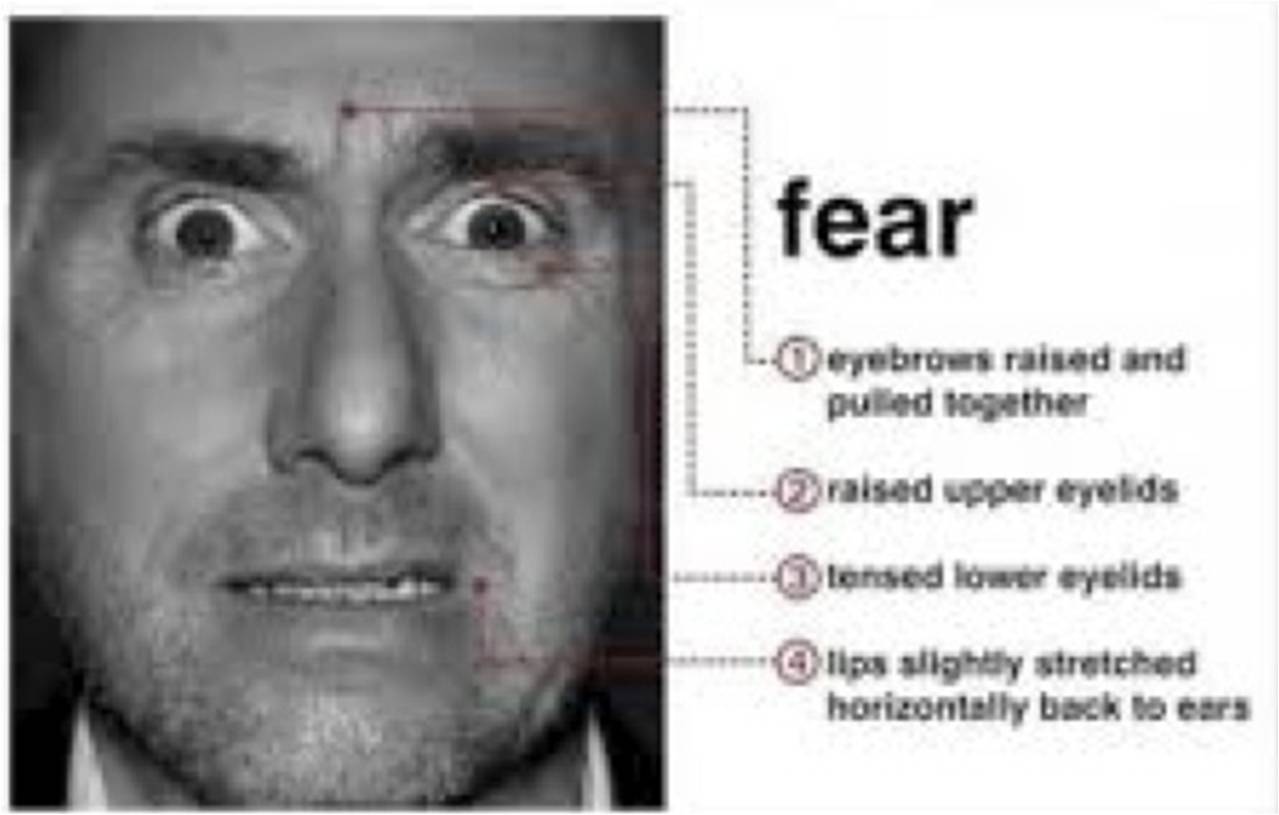 fear
1 eyebrows raised and
pulled together
2 raised upper eyelids
3 tensed lower eyelids
4 lips slightly stretched
horizontally back to ears